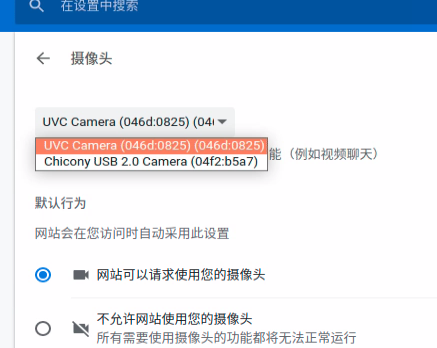 在设置中搜索
摄像头
UVC Camera (046d:0825) (04
UVC Camera (046d:0825) (046d:0825)
Chicony USB 2.0 Camera (04f2:b5a7)
能（例如视频聊天）
默认行为
网站会在您访问时自动采用此设置
网站可以请求使用您的摄像头
不允许网站使用您的摄像头
所有需要使用摄像头的功能都将无法正常运行